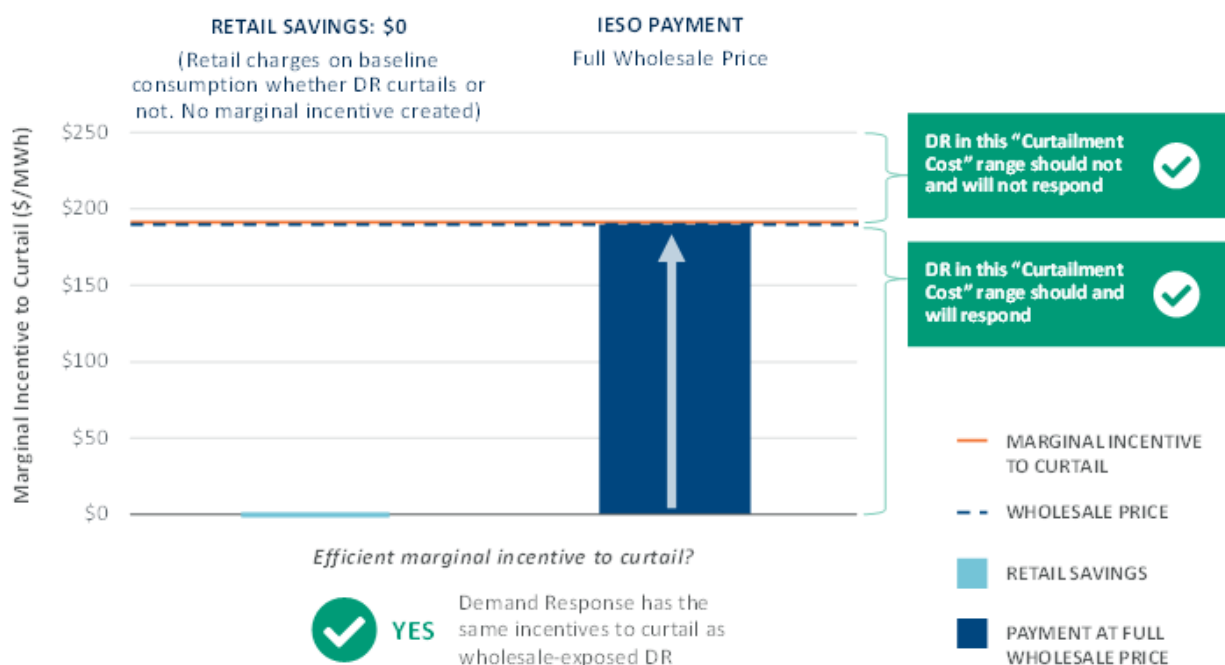 RETAIL SAVINGS: $0
(Retail charges on baseline
consumption whether DR curtails or
not. No marginal incentive created)
IESO PAYMENT
Full Wholesale Price
Marginal Incentive to Curtail ($/MWh)
$250
$200
$150
$100
$50
$0
DR in this “Curtailment
Cost” range should not
and will not respond
DR in this “Curtailment
Cost” range should and
will respond
MARGINAL INCENTIVE
TO CURTAIL
WHOLESALE PRICE
RETAIL SAVINGS
PAYMENT AT FULL
WHOLESALE PRICE
Efficient marginal incentive to curtail?
YES
Demand Response has the
same incentives to curtail as
wholesale-exposed DR